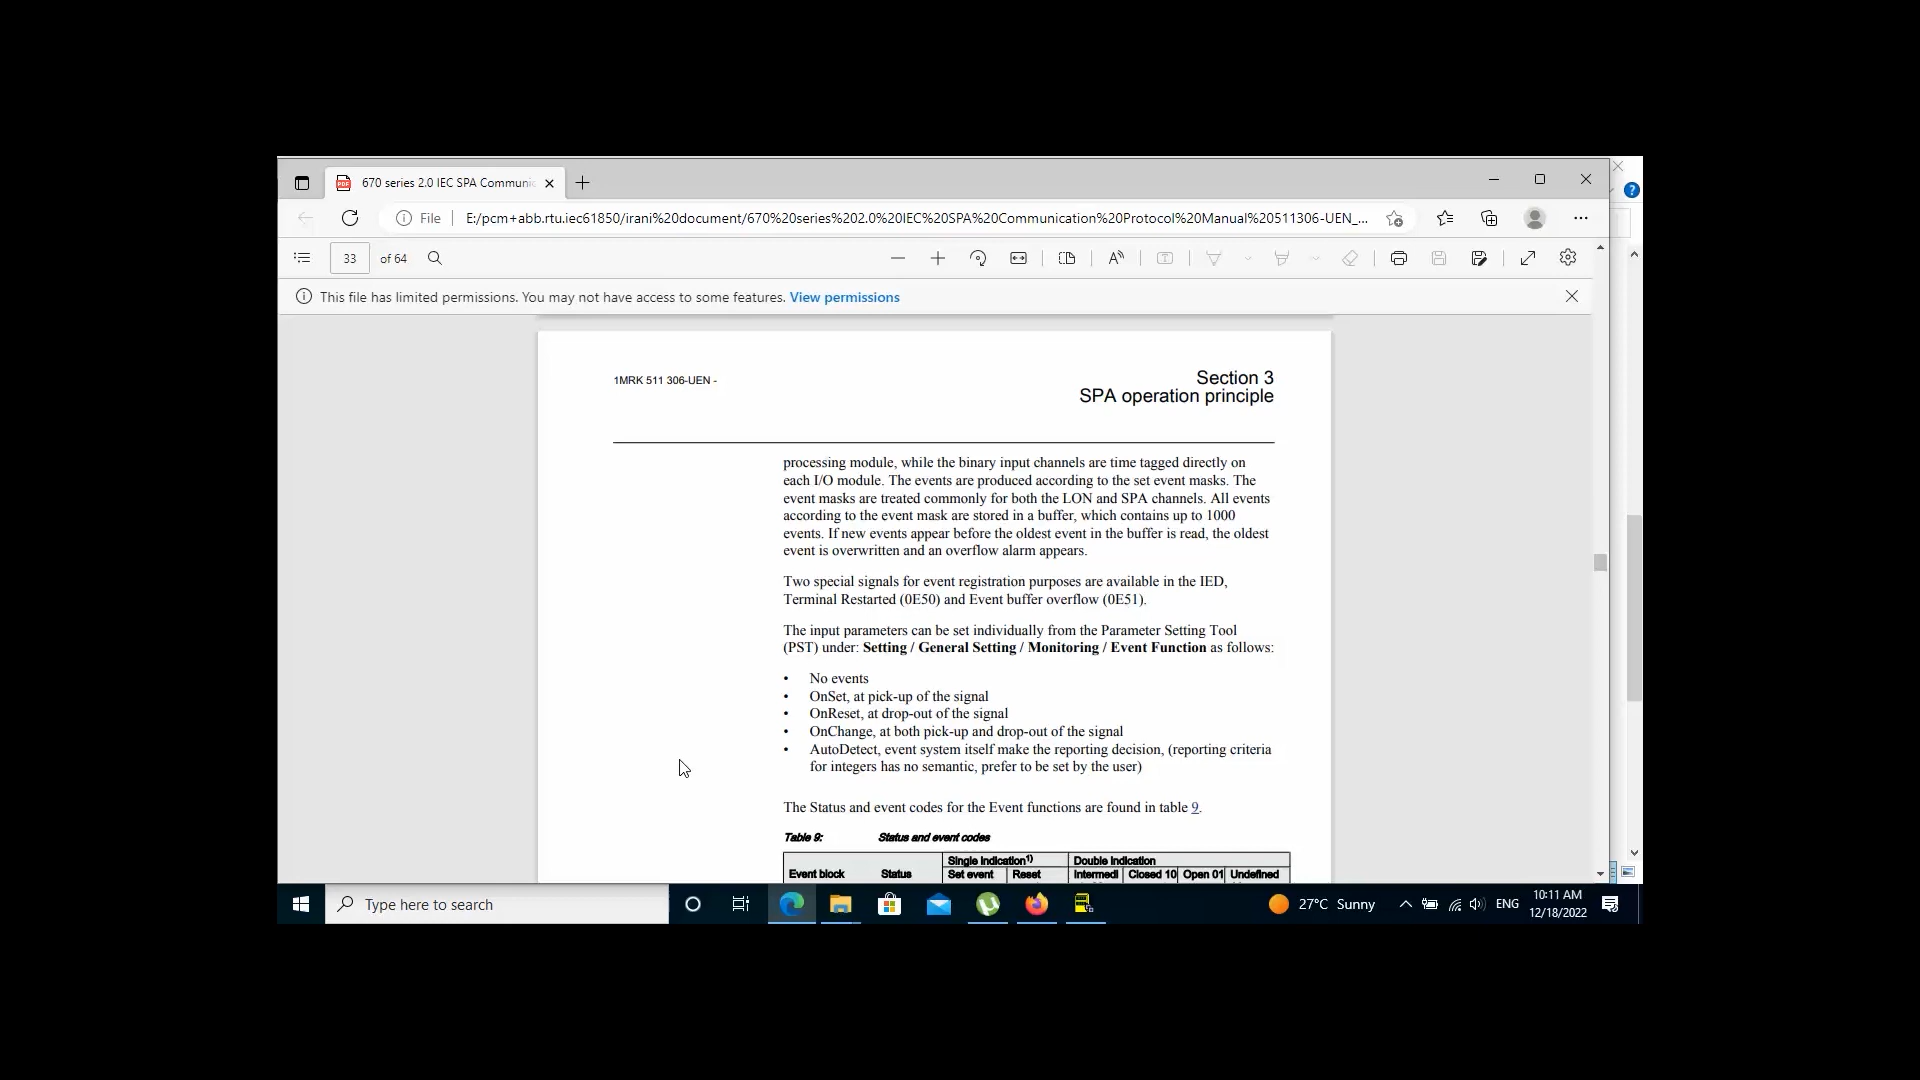 670 series 2.0 IEC SPA Communic
File
E:/pcm+abb.rtu.iec61850/irani%20document/670%20series%202.0%20IEC%20SPA%20Communication%20Protocol%20Manual%20511306-UEN_...
33 of 64
This file has limited permissions. You may not have access to some features. View permissions
1MRK 511 306-UEN -
Section 3
SPA operation principle
processing module, while the binary input channels are time tagged directly on
each I/O module. The events are produced according to the set event masks. The
event masks are treated commonly for both the LON and SPA channels. All events
according to the event mask are stored in a buffer, which contains up to 1000
events. If new events appear before the oldest event in the buffer is read, the oldest
event is overwritten and an overflow alarm appears.
Two special signals for event registration purposes are available in the IED,
Terminal Restarted (0E50) and Event buffer overflow (0E51).
The input parameters can be set individually from the Parameter Setting Tool
(PST) under: Setting / General Setting / Monitoring / Event Function as follows:
• No events
• OnSet, at pick-up of the signal
• OnReset, at drop-out of the signal
• OnChange, at both pick-up and drop-out of the signal
• AutoDetect, event system itself make the reporting decision, (reporting criteria
for integers has no semantic, prefer to be set by the user)
The Status and event codes for the Event functions are found in table 9.
Table 9: Status and event codes
Single indication1) Double indication
Event block Status Set event Reset Intermedi Closed 10 Open 01 Undefined
Type here to search
27°C Sunny
ENG
10:11 AM
12/18/2022